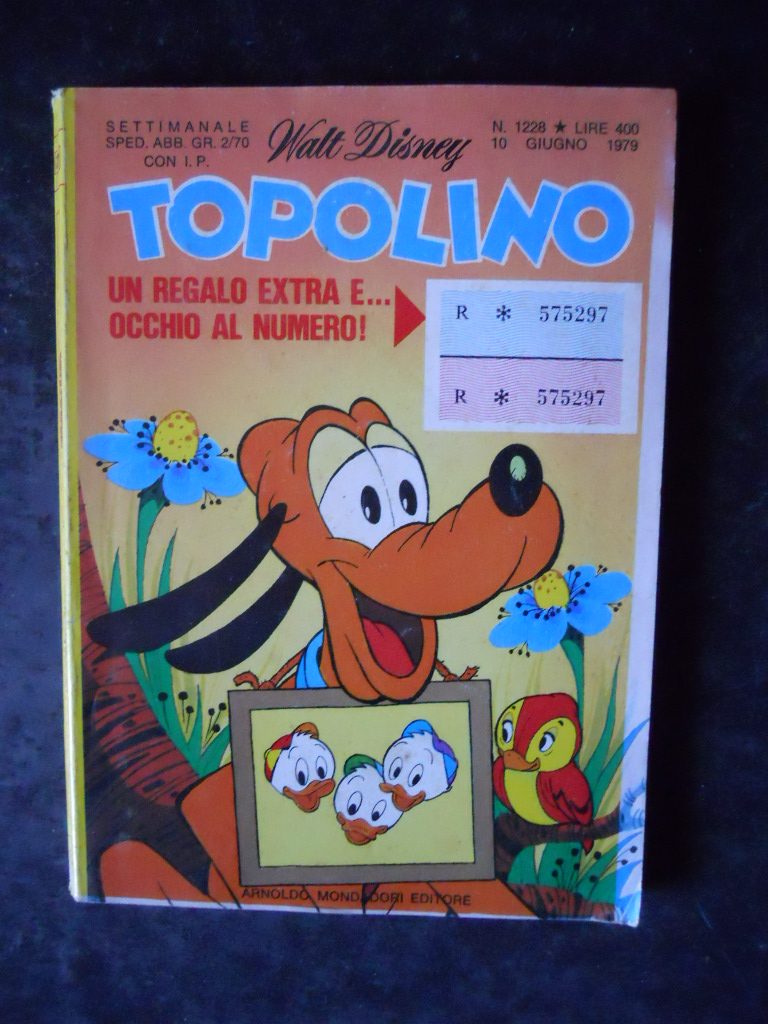 SETTIMANALE
SPED. ABB. GR. 2/70
CON I. P.
Walt Disney
N. 1228 ★ LIRE 400
10 GIUGNO 1979
TOPOLINO
UN REGALO EXTRA E...
OCCHIO AL NUMERO!
R ✻ 575297
R ✻ 575297
ARNOLDO MONDADORI EDITORE